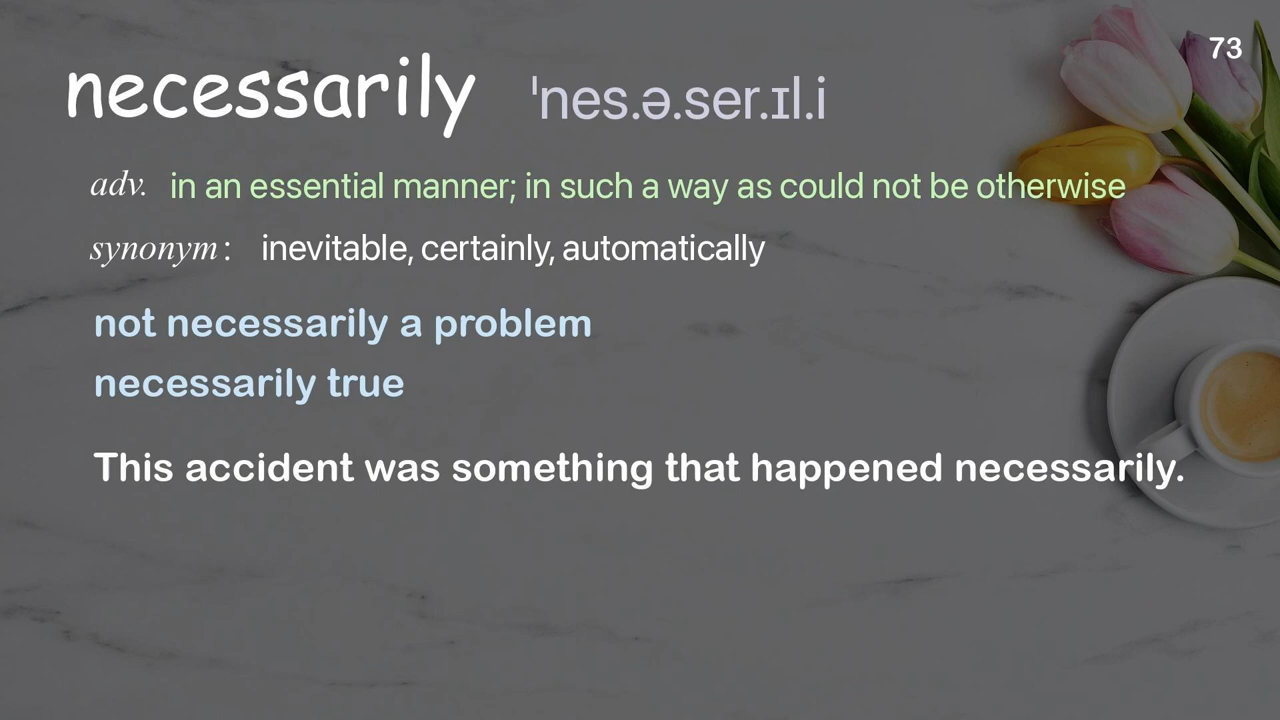 73
necessarily ˈnes.ə.ser.ɪl.i
adv. in an essential manner; in such a way as could not be otherwise
synonym: inevitable, certainly, automatically
not necessarily a problem
necessarily true
This accident was something that happened necessarily.